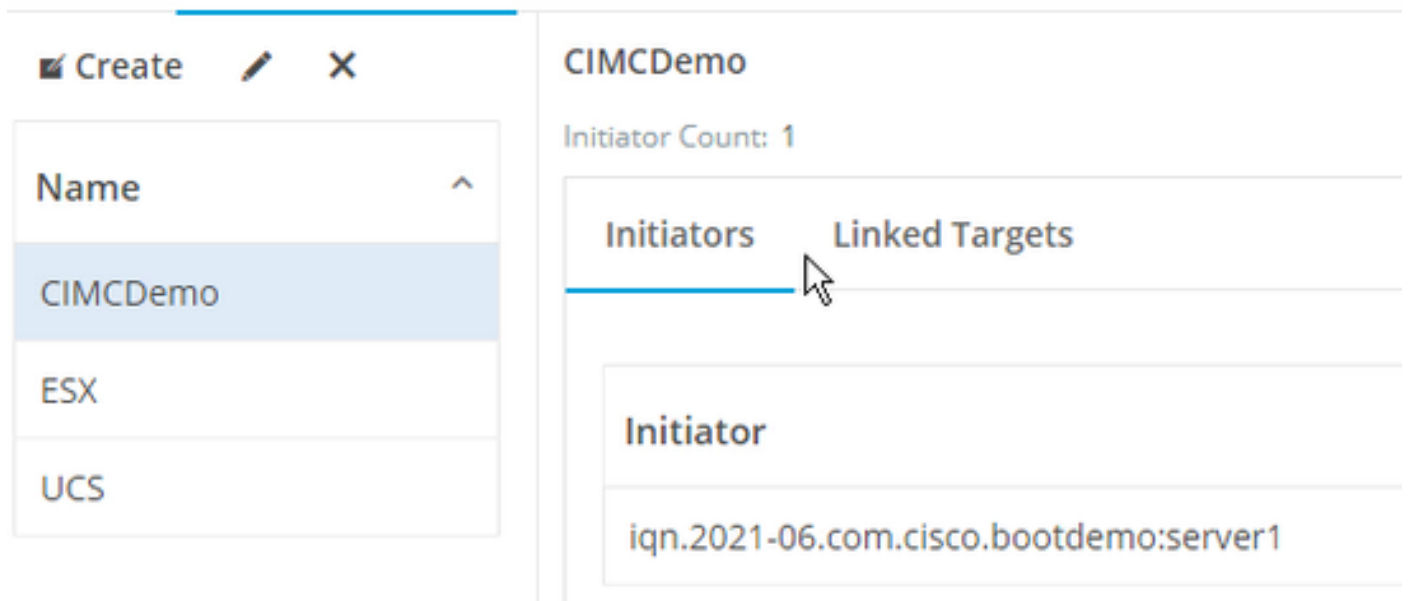 Create
Name
CIMCDemo
ESX
UCS
CIMCDemo
Initiator Count: 1
Initiators Linked Targets
Initiator
iqn.2021-06.com.cisco.bootdemo:server1